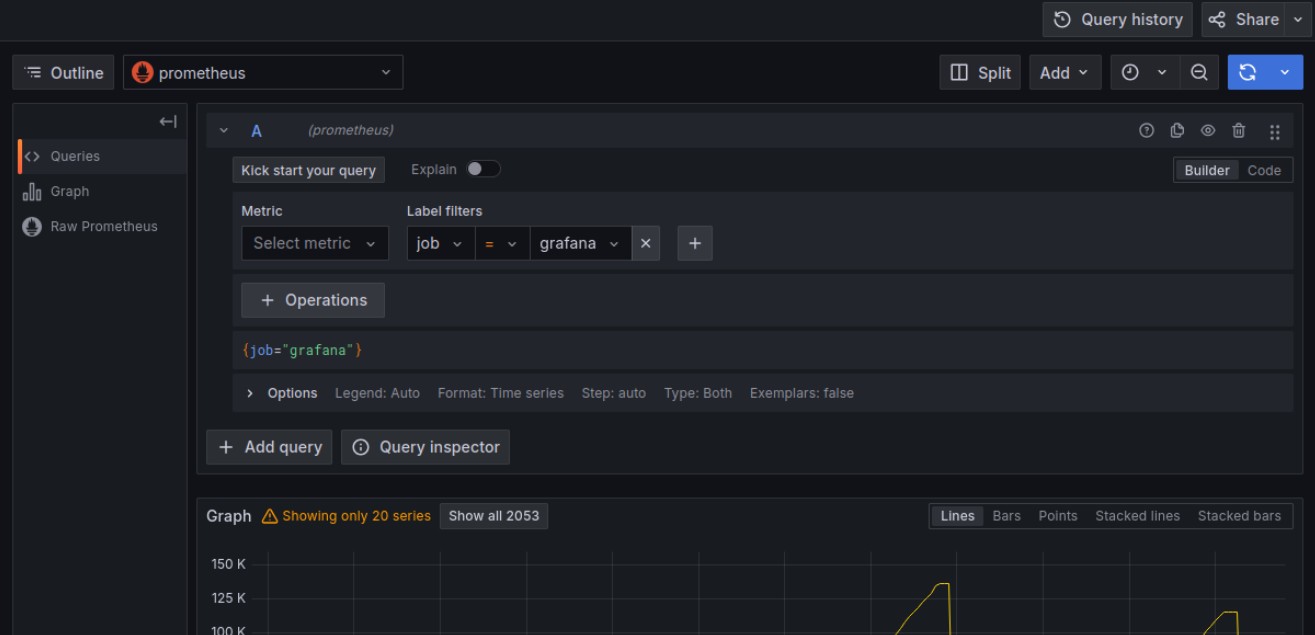 Query history Share
Outline prometheus Split Add
Queries
Graph
Raw Prometheus
A (prometheus)
Kick start your query Explain Builder Code
Metric Label filters
Select metric job = grafana
+ Operations
{job="grafana"}
Options Legend: Auto Format: Time series Step: auto Type: Both Exemplars: false
+ Add query Query inspector
Graph Showing only 20 series Show all 2053 Lines Bars Points Stacked lines Stacked bars
150 K
125 K
100 K